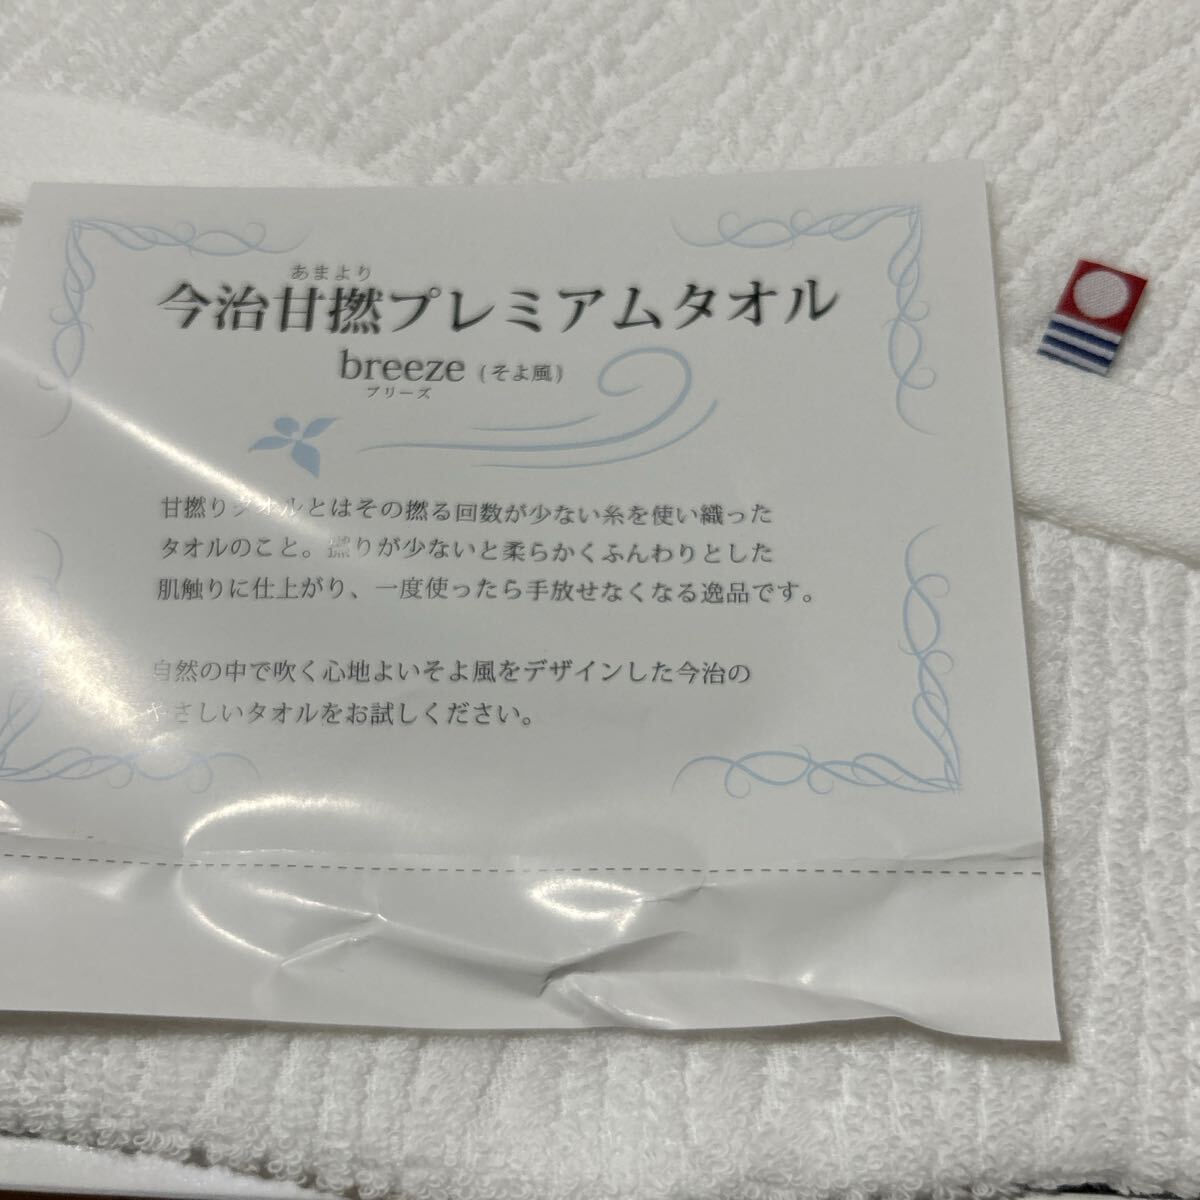 あまより
今治甘撚プレミアムタオル
breeze (そよ風)
ブリーズ
甘撚りタオルとはその撚る回数が少ない糸を使い織った
タオルのこと。撚りが少ないと柔らかくふんわりとした
肌触りに仕上がり、一度使ったら手放せなくなる逸品です。
自然の中で吹く心地よいそよ風をデザインした今治の
やさしいタオルをお試しください。